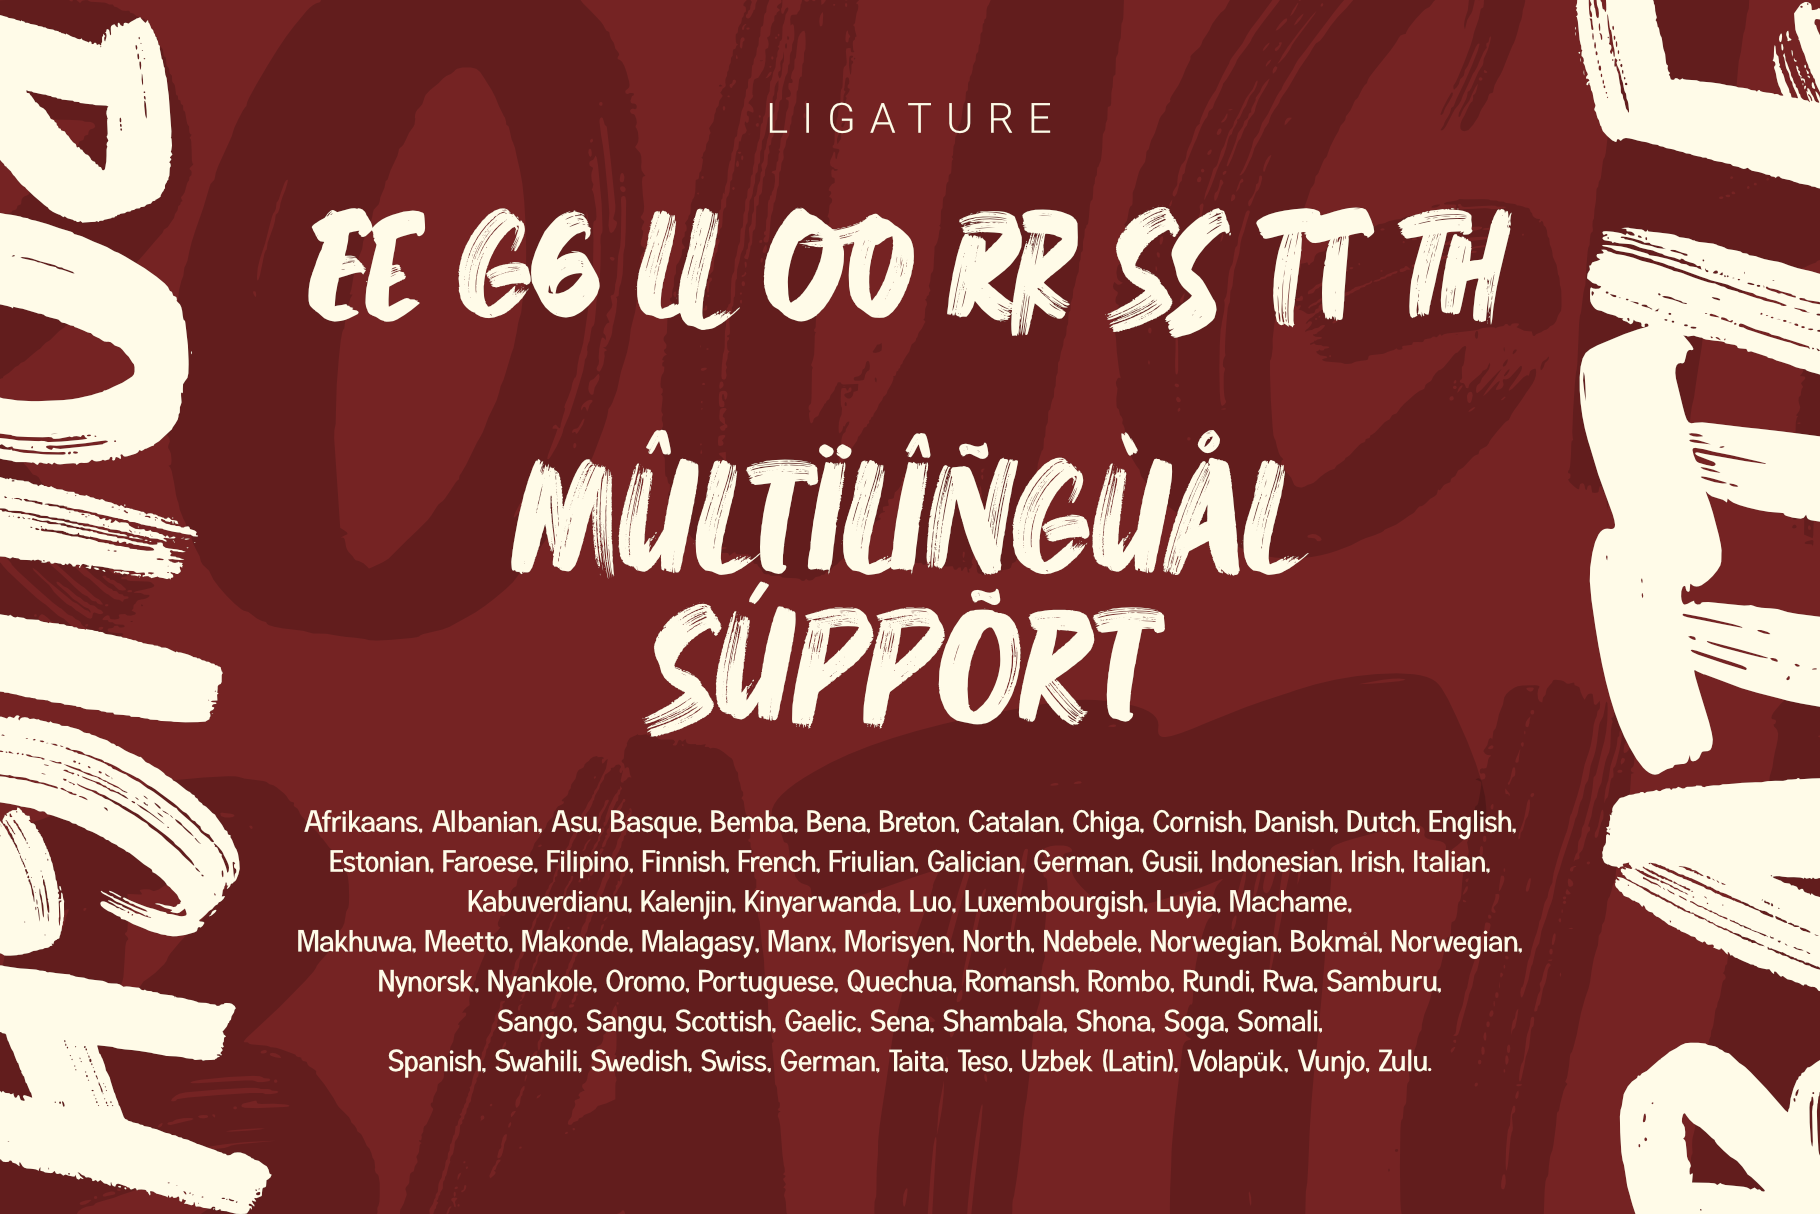 LIGATURE
EE GG LL OO RR SS TT TH
MÛLTÏLÎÑGÙÅL
SÚPPÕRT
Afrikaans, Albanian, Asu, Basque, Bemba, Bena, Breton, Catalan, Chiga, Cornish, Danish, Dutch, English,
Estonian, Faroese, Filipino, Finnish, French, Friulian, Galician, German, Gusii, Indonesian, Irish, Italian,
Kabuverdianu, Kalenjin, Kinyarwanda, Luo, Luxembourgish, Luyia, Machame,
Makhuwa, Meetto, Makonde, Malagasy, Manx, Morisyen, North, Ndebele, Norwegian, Bokmål, Norwegian,
Nynorsk, Nyankole, Oromo, Portuguese, Quechua, Romansh, Rombo, Rundi, Rwa, Samburu,
Sango, Sangu, Scottish, Gaelic, Sena, Shambala, Shona, Soga, Somali,
Spanish, Swahili, Swedish, Swiss, German, Taita, Teso, Uzbek (Latin), Volapük, Vunjo, Zulu.